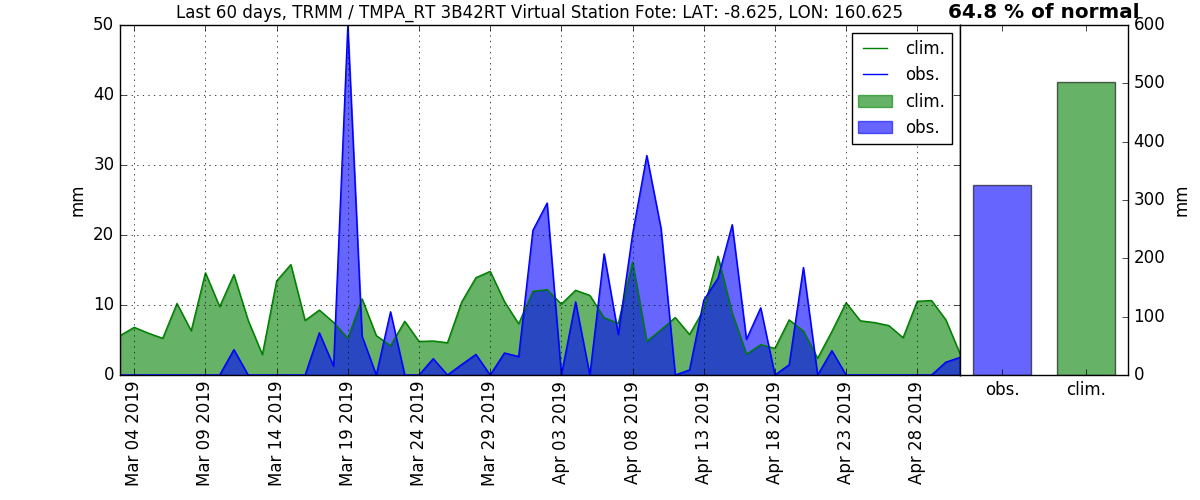 Last 60 days, TRMM / TMPA_RT 3B42RT Virtual Station Fote: LAT: -8.625, LON: 160.625
64.8 % of normal
50
40
30
20
10
0
mm
clim.
obs.
clim.
obs.
600
500
400
300
200
100
0
mm
obs.
clim.
Mar 04 2019
Mar 09 2019
Mar 14 2019
Mar 19 2019
Mar 24 2019
Mar 29 2019
Apr 03 2019
Apr 08 2019
Apr 13 2019
Apr 18 2019
Apr 23 2019
Apr 28 2019